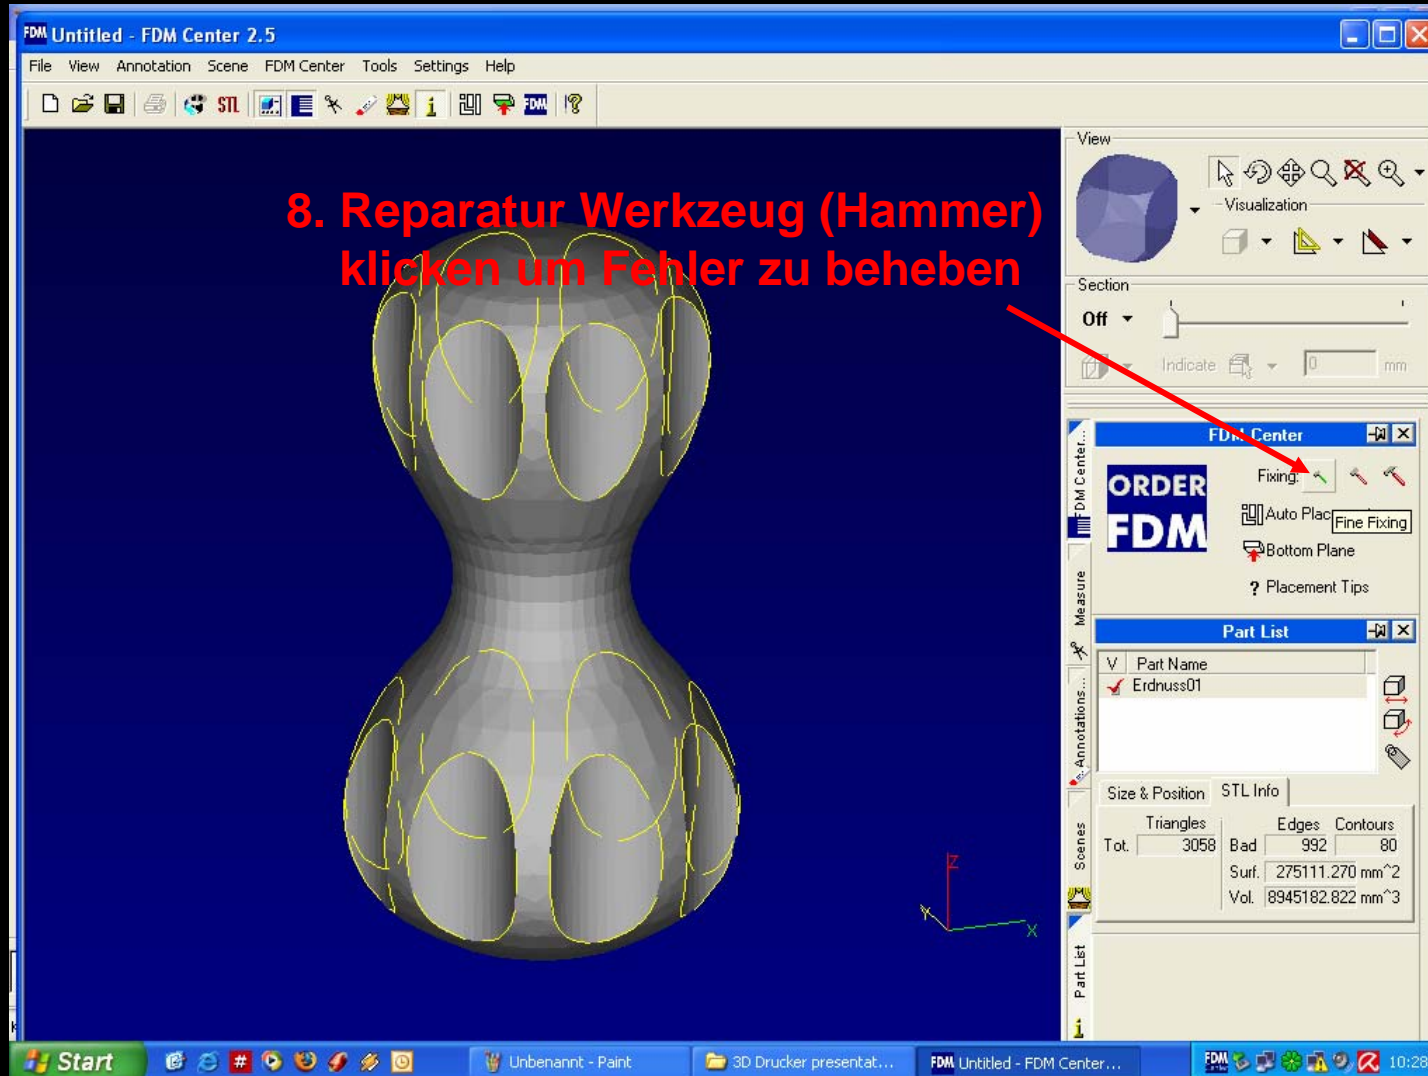 FDM Untitled - FDM Center 2.5
File View Annotation Scene FDM Center Tools Settings Help
STL i FDM
8. Reparatur Werkzeug (Hammer)
klicken um Fehler zu beheben
View
Visualization
Section
Off
Indicate 0 mm
FDM Center...
Measure
Annotations...
Scenes
Part List
FDM Center
ORDER
FDM
Fixing:
Auto Plac
Fine Fixing
Bottom Plane
? Placement Tips
Part List
V Part Name
Erdnuss01
Size & Position STL Info
Triangles Edges Contours
Tot. 3058 Bad 992 80
Surf. 275111.270 mm^2
Vol. 8945182.822 mm^3
Z
Y
X
Start Unbenannt - Paint 3D Drucker presentat... FDM Untitled - FDM Center... FDM 10:28